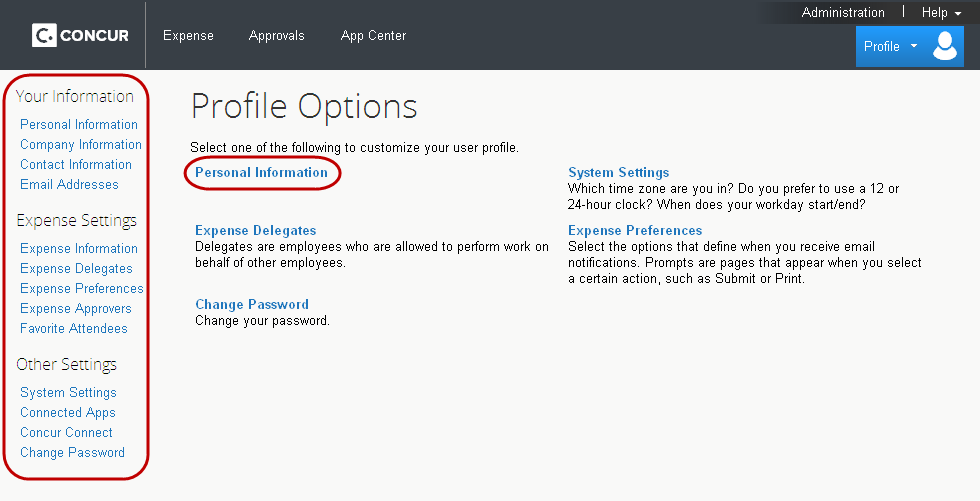 Administration | Help
C. CONCUR
Expense Approvals App Center
Profile
Your Information
Personal Information
Company Information
Contact Information
Email Addresses
Expense Settings
Expense Information
Expense Delegates
Expense Preferences
Expense Approvers
Favorite Attendees
Other Settings
System Settings
Connected Apps
Concur Connect
Change Password
Profile Options
Select one of the following to customize your user profile.
Personal Information
System Settings
Which time zone are you in? Do you prefer to use a 12 or
24-hour clock? When does your workday start/end?
Expense Delegates
Delegates are employees who are allowed to perform work on
behalf of other employees.
Expense Preferences
Select the options that define when you receive email
notifications. Prompts are pages that appear when you select
a certain action, such as Submit or Print.
Change Password
Change your password.